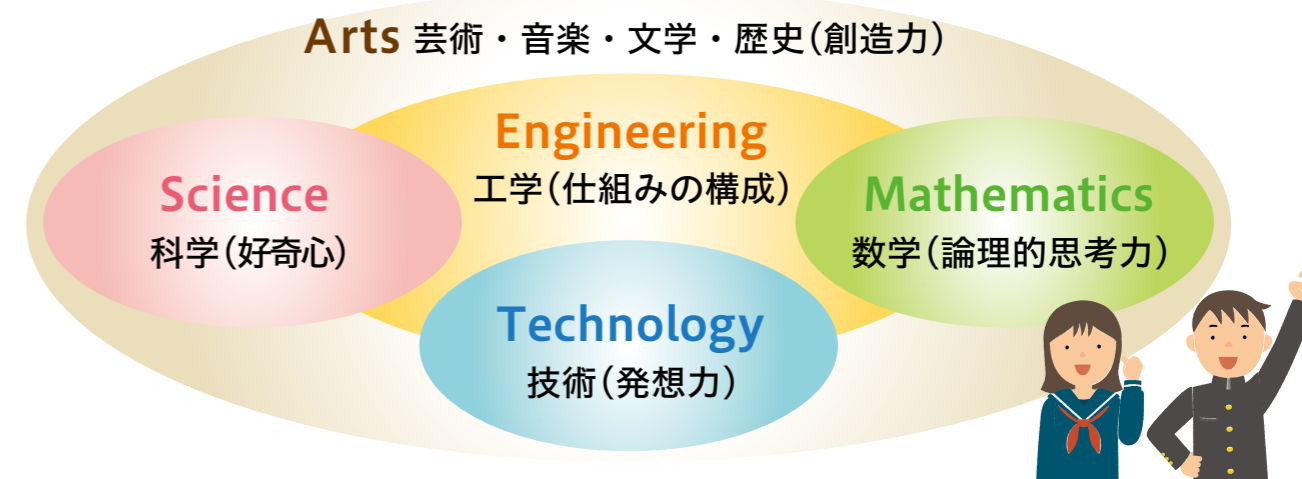 Arts 芸術・音楽・文学・歴史(創造力)
Engineering
工学(仕組みの構成)
Science
科学(好奇心)
Mathematics
数学(論理的思考力)
Technology
技術(発想力)